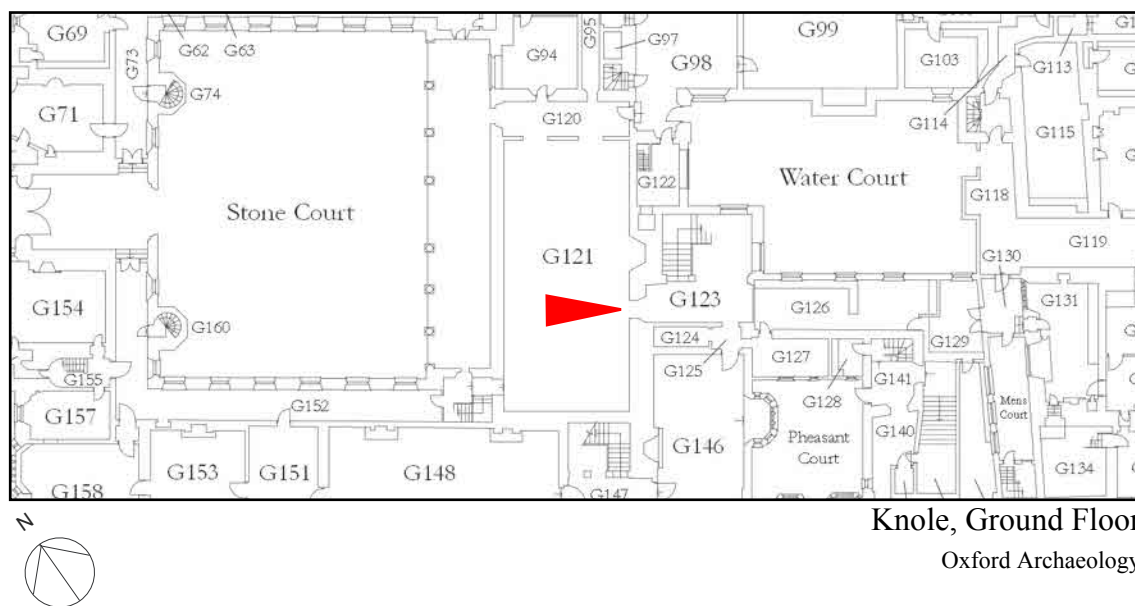 G69
G73
G62
G63
G94
G95
G97
G98
G99
G103
G113
G71
G74
G120
G114
G115
Stone Court
G122
Water Court
G118
G121
G119
G130
G123
G154
G160
G126
G131
G124
G129
G155
G125
G127
G141
G157
G152
G128
Mens
Court
G140
G153
G151
G148
G146
Pheasant
Court
G134
G158
G147
N
Knole, Ground Floor
Oxford Archaeology